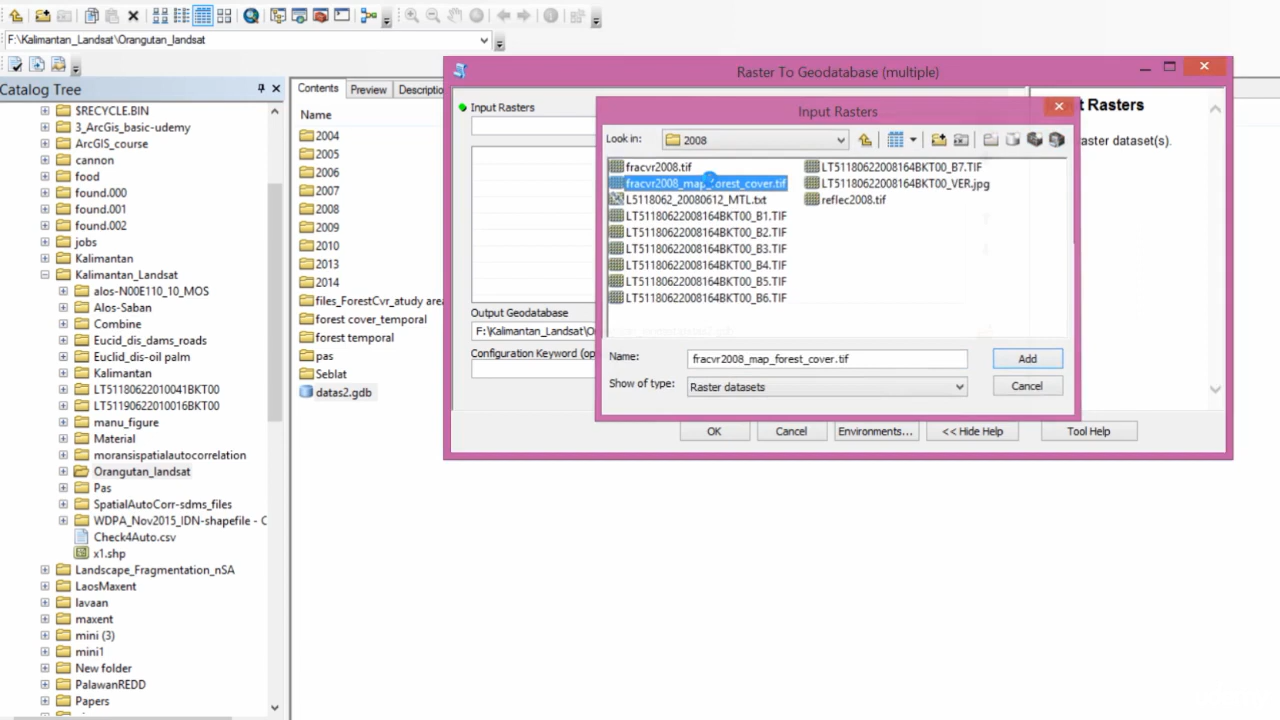 F:\Kalimantan_Landsat\Orangutan_landsat
Catalog Tree
$RECYCLE.BIN
3_ArcGis_basic-udemy
ArcGIS_course
cannon
food
found.000
found.001
found.002
jobs
Kalimantan
Kalimantan_Landsat
alos-N00E110_10_MOS
Alos-Saban
Combine
Eucid_dis_dams_roads
Euclid_dis-oil palm
Kalimantan
LT51180622010041BKT00
LT51190622010016BKT00
manu_figure
Material
moransispatialautocorrelation
Orangutan_landsat
Pas
SpatialAutoCorr-sdms_files
WDPA_Nov2015_IDN-shapefile - C
Check4Auto.csv
x1.shp
Landscape_Fragmentation_nSA
LaosMaxent
lavaan
maxent
mini (3)
mini1
New folder
PalawanREDD
Papers
Contents Preview Descriptio
Name
2004
2005
2006
2007
2008
2009
2010
2013
2014
files_ForestCvr_atudy area
forest cover_temporal
forest temporal
pas
Seblat
datas2.gdb
Raster To Geodatabase (multiple)
Input Rasters
Output Geodatabase
F:\Kalimantan_Landsat\Or
Configuration Keyword (op
t Rasters
aster dataset(s).
OK Cancel Environments... << Hide Help Tool Help
Input Rasters
Look in: 2008
fracvr2008.tif
fracvr2008_map_forest_cover.tif
L5118062_20080612_MTL.txt
LT51180622008164BKT00_B1.TIF
LT51180622008164BKT00_B2.TIF
LT51180622008164BKT00_B3.TIF
LT51180622008164BKT00_B4.TIF
LT51180622008164BKT00_B5.TIF
LT51180622008164BKT00_B6.TIF
LT51180622008164BKT00_B7.TIF
LT51180622008164BKT00_VER.jpg
reflec2008.tif
Name: fracvr2008_map_forest_cover.tif Add
Show of type: Raster datasets Cancel